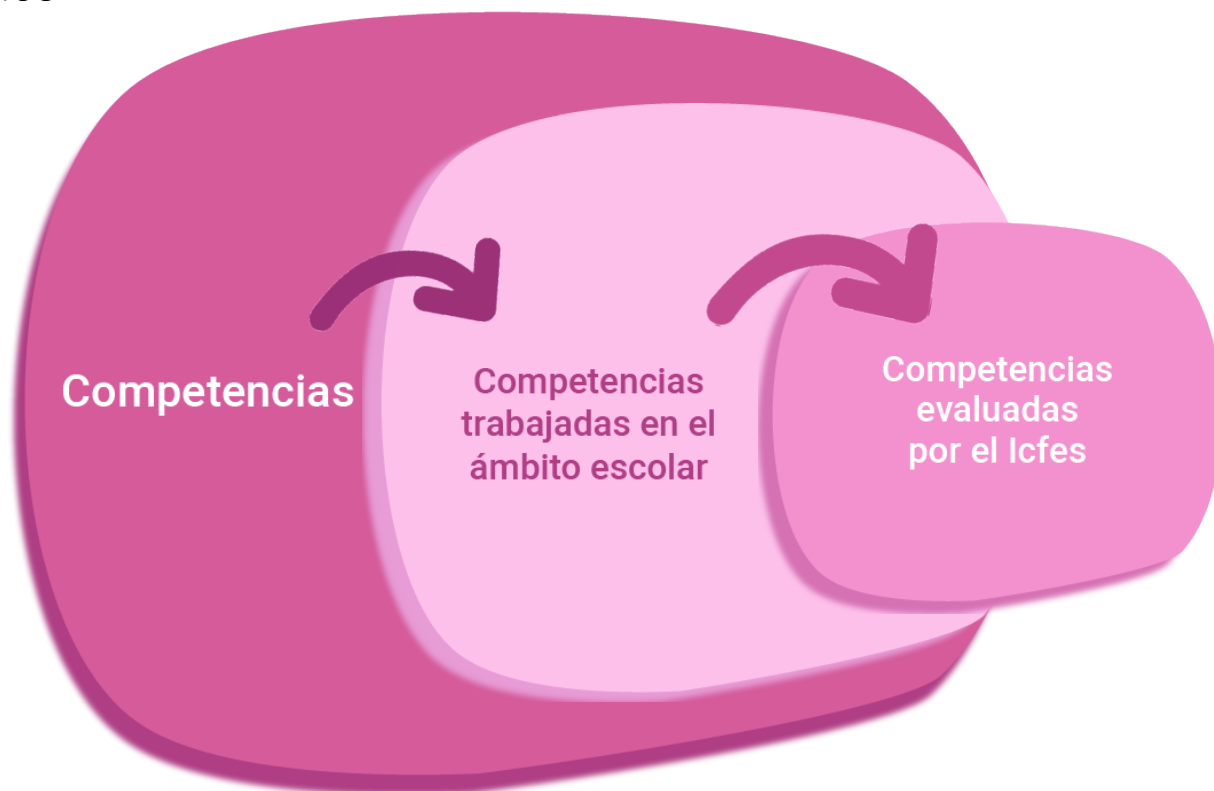 Competencias
Competencias
trabajadas en el
ámbito escolar
Competencias
evaluadas
por el Icfes